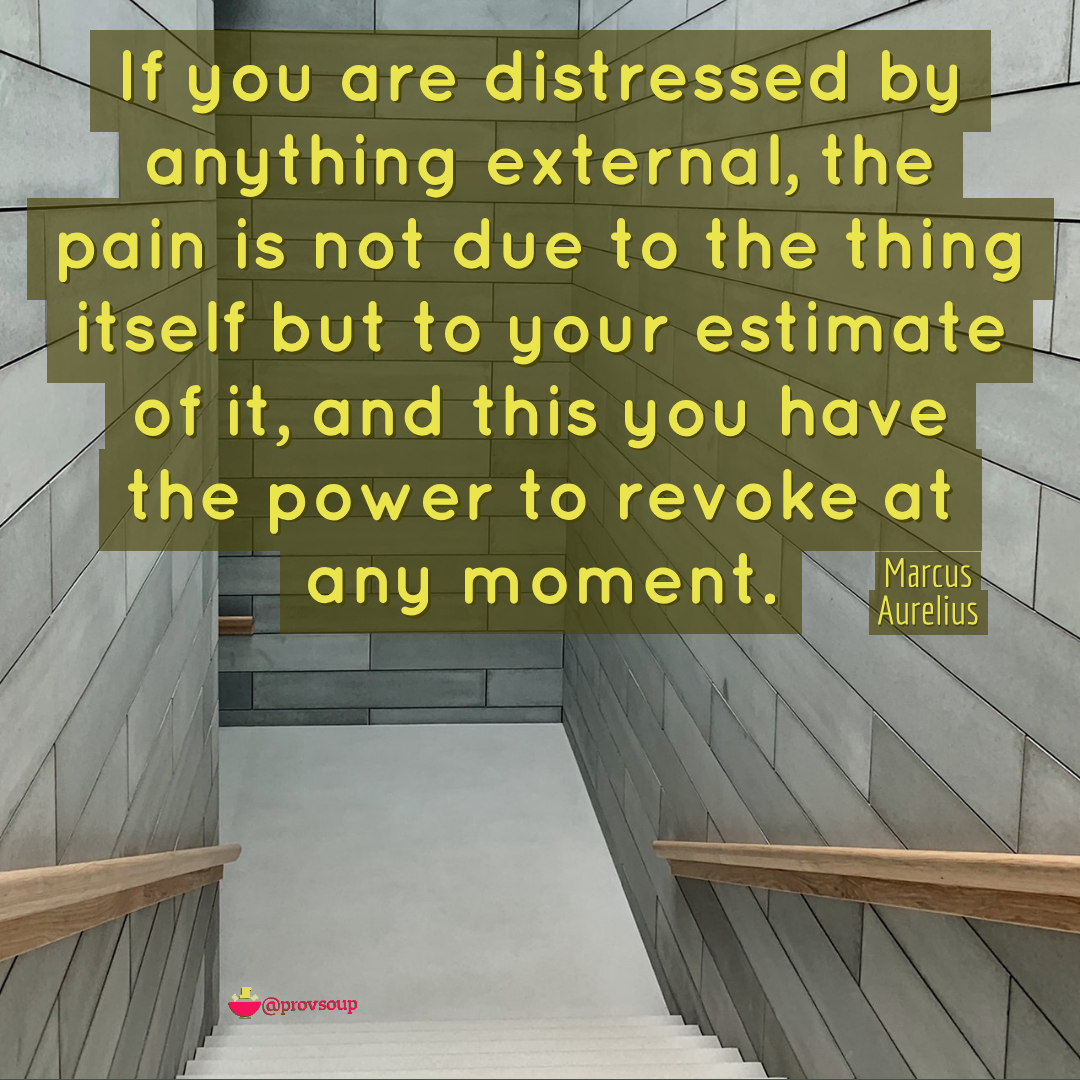 If you are distressed by
anything external, the
pain is not due to the thing
itself but to your estimate
of it, and this you have
the power to revoke at
any moment.
Marcus
Aurelius
@provsoup